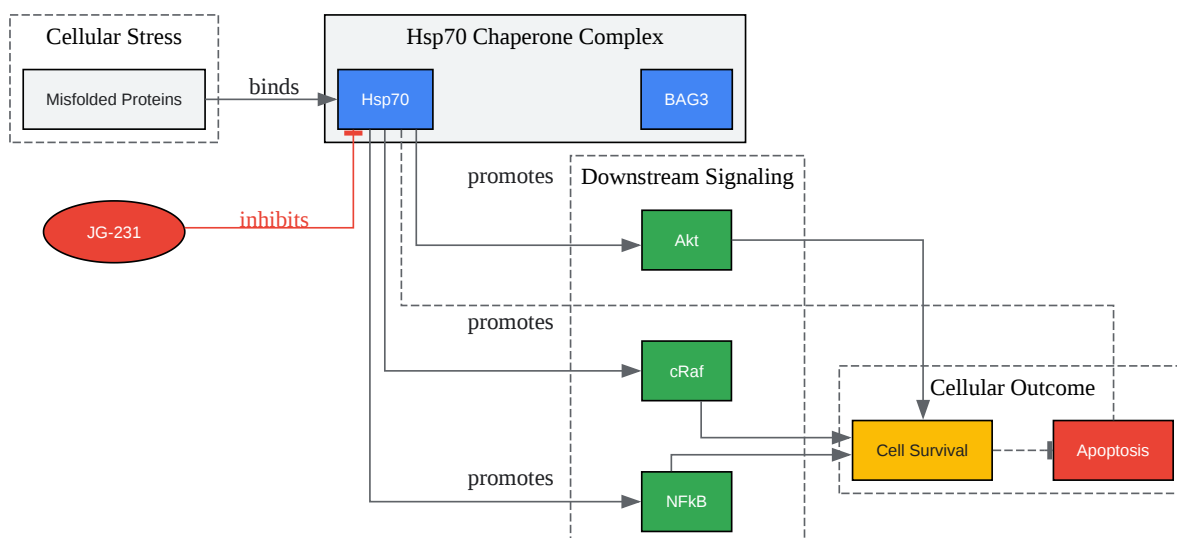 Cellular Stress
Hsp70 Chaperone Complex
Misfolded Proteins
binds
Hsp70
BAG3
promotes
Downstream Signaling
JG-231
inhibits
Akt
promotes
cRaf
Cellular Outcome
Cell Survival
Apoptosis
promotes
NFkB